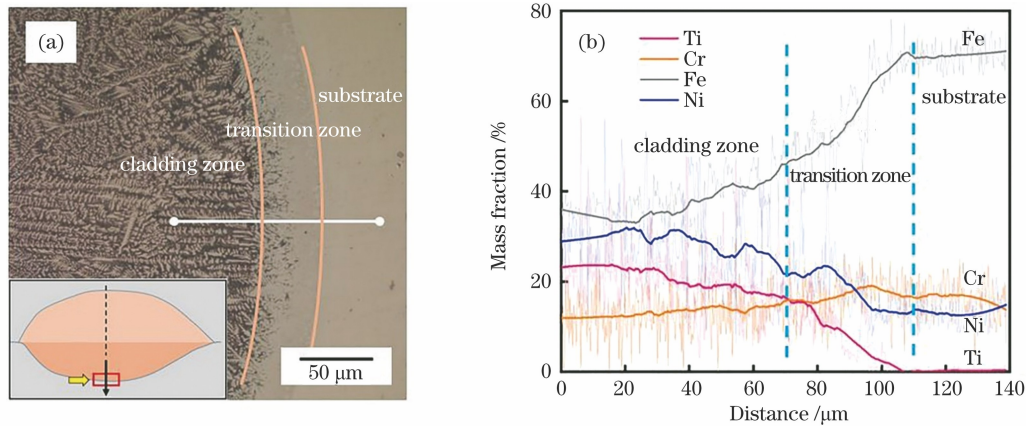 (a)
substrate
transition zone
cladding zone
50 μm
(b)
Ti
Cr
Fe
Ni
Fe
substrate
cladding zone
transition zone
Cr
Ni
Ti
80
60
40
20
0
Mass fraction /%
0 20 40 60 80 100 120 140
Distance /μm